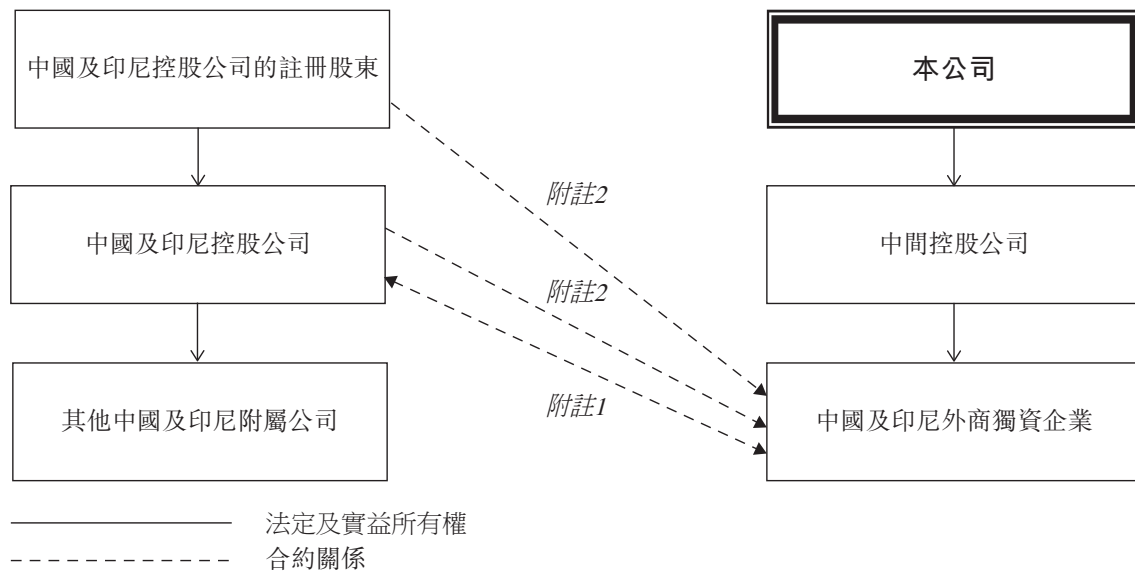 中國及印尼控股公司的註冊股東
本公司
附註2
中國及印尼控股公司
中間控股公司
附註2
附註1
其他中國及印尼附屬公司
中國及印尼外商獨資企業
法定及實益所有權
合約關係